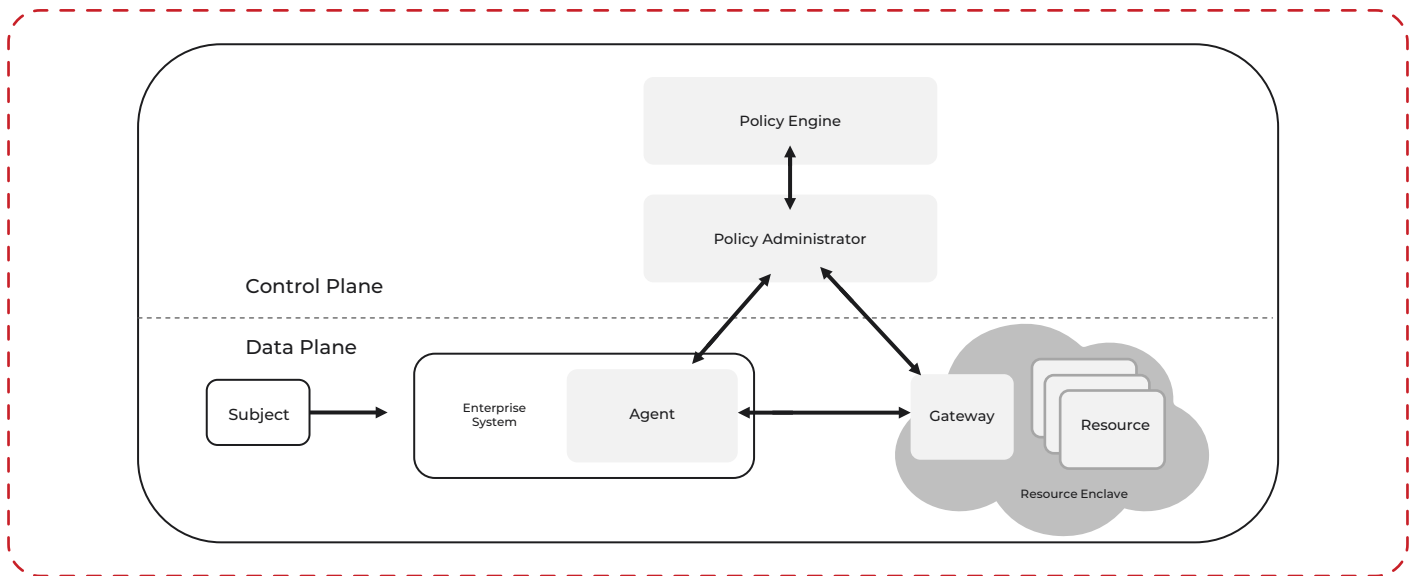 Policy Engine
Policy Administrator
Control Plane
Data Plane
Subject
Enterprise
System
Agent
Gateway
Resource
Resource Enclave